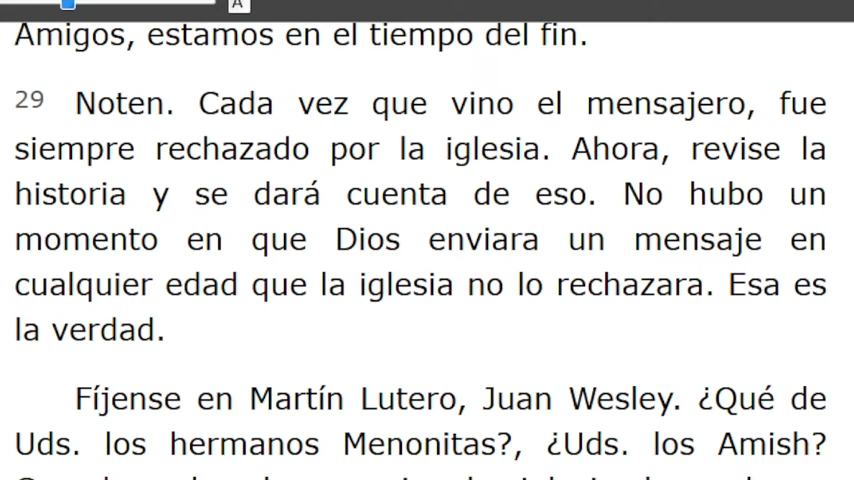 A
Amigos, estamos en el tiempo del fin.
29 Noten. Cada vez que vino el mensajero, fue
siempre rechazado por la iglesia. Ahora, revise la
historia y se dará cuenta de eso. No hubo un
momento en que Dios enviara un mensaje en
cualquier edad que la iglesia no lo rechazara. Esa es
la verdad.
Fíjense en Martín Lutero, Juan Wesley. ¿Qué de
Uds. los hermanos Menonitas?, ¿Uds. los Amish?